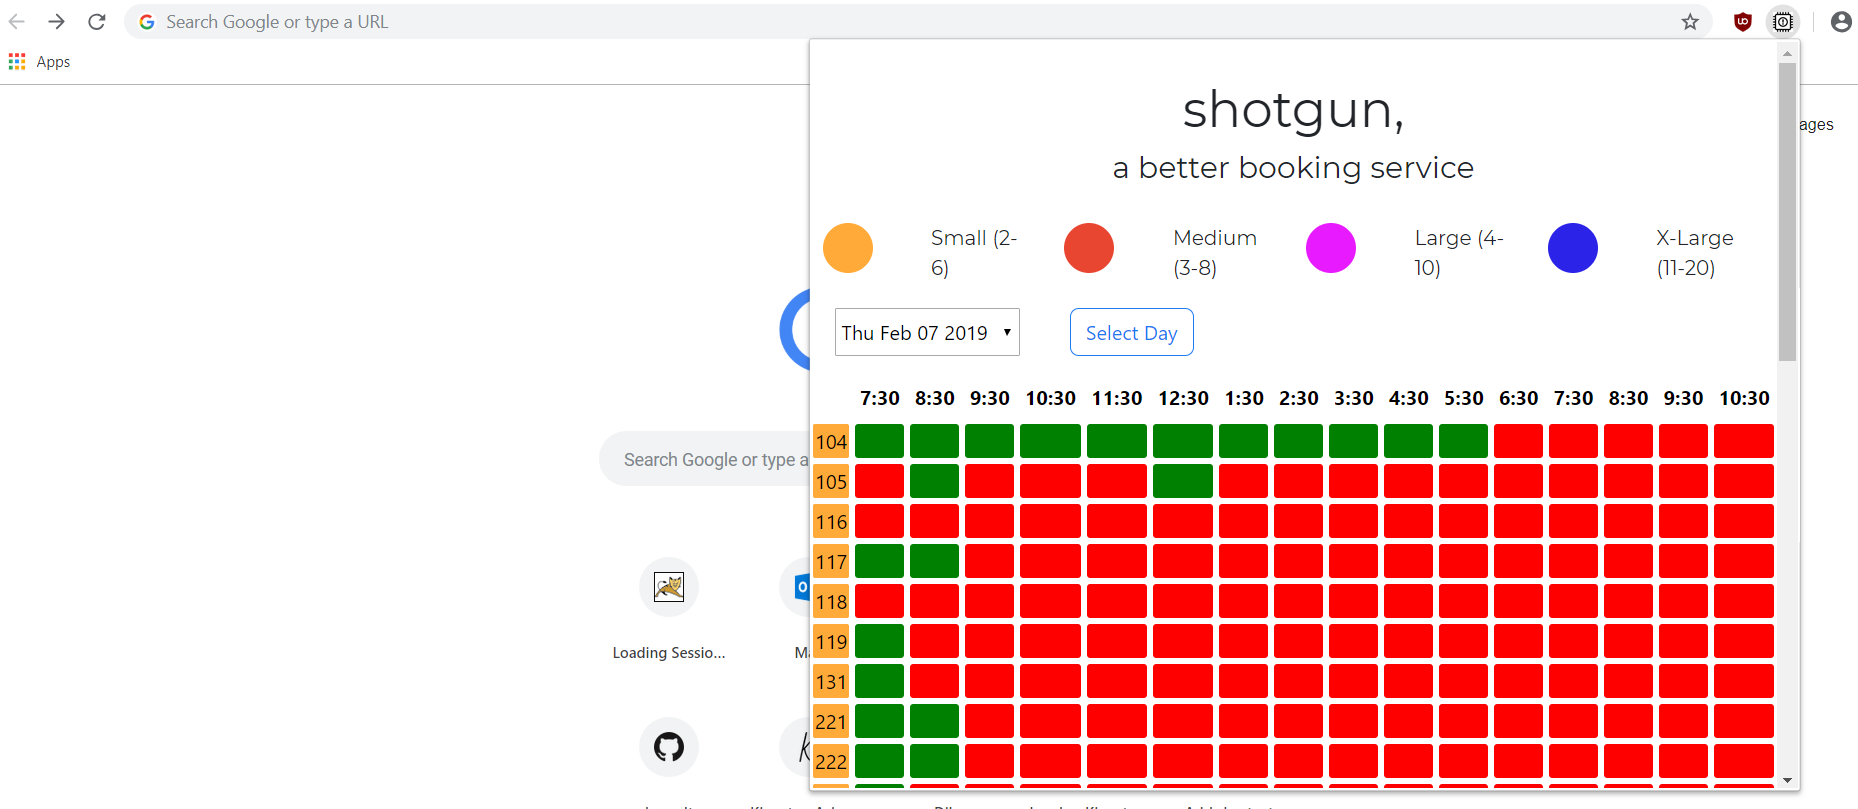 Search Google or type a URL
Apps
ages
shotgun,
a better booking service
Small (2-
6)
Medium
(3-8)
Large (4-
10)
X-Large
(11-20)
Thu Feb 07 2019
Select Day
7:30 8:30 9:30 10:30 11:30 12:30 1:30 2:30 3:30 4:30 5:30 6:30 7:30 8:30 9:30 10:30
104
105
116
117
118
119
131
221
222
Search Google or type a
Loading Sessio...